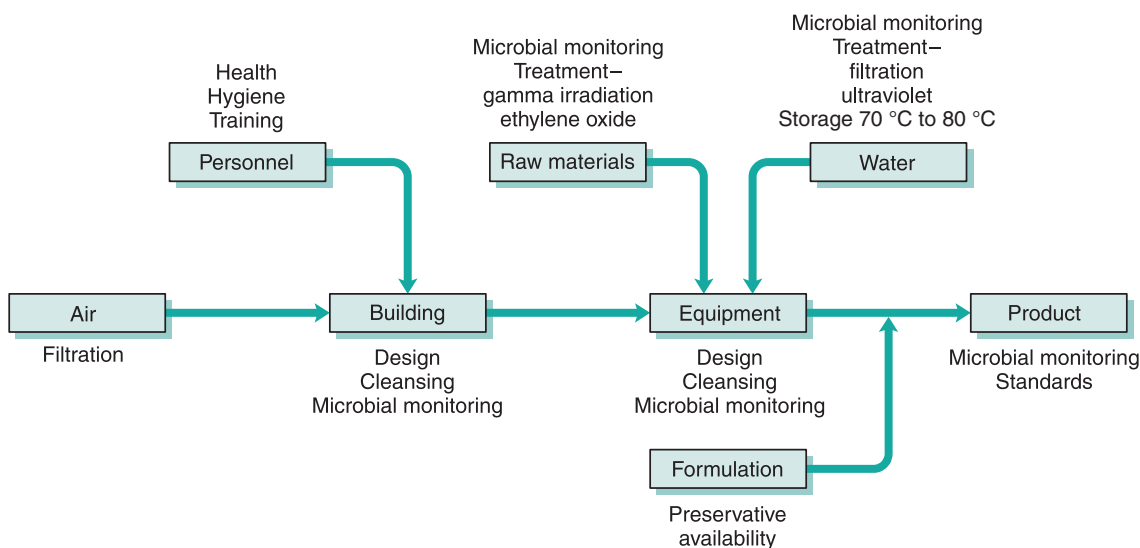 Health
Hygiene
Training
Personnel
Microbial monitoring
Treatment–
gamma irradiation
ethylene oxide
Raw materials
Microbial monitoring
Treatment–
filtration
ultraviolet
Storage 70 °C to 80 °C
Water
Air
Filtration
Building
Design
Cleansing
Microbial monitoring
Equipment
Design
Cleansing
Microbial monitoring
Product
Microbial monitoring
Standards
Formulation
Preservative
availability